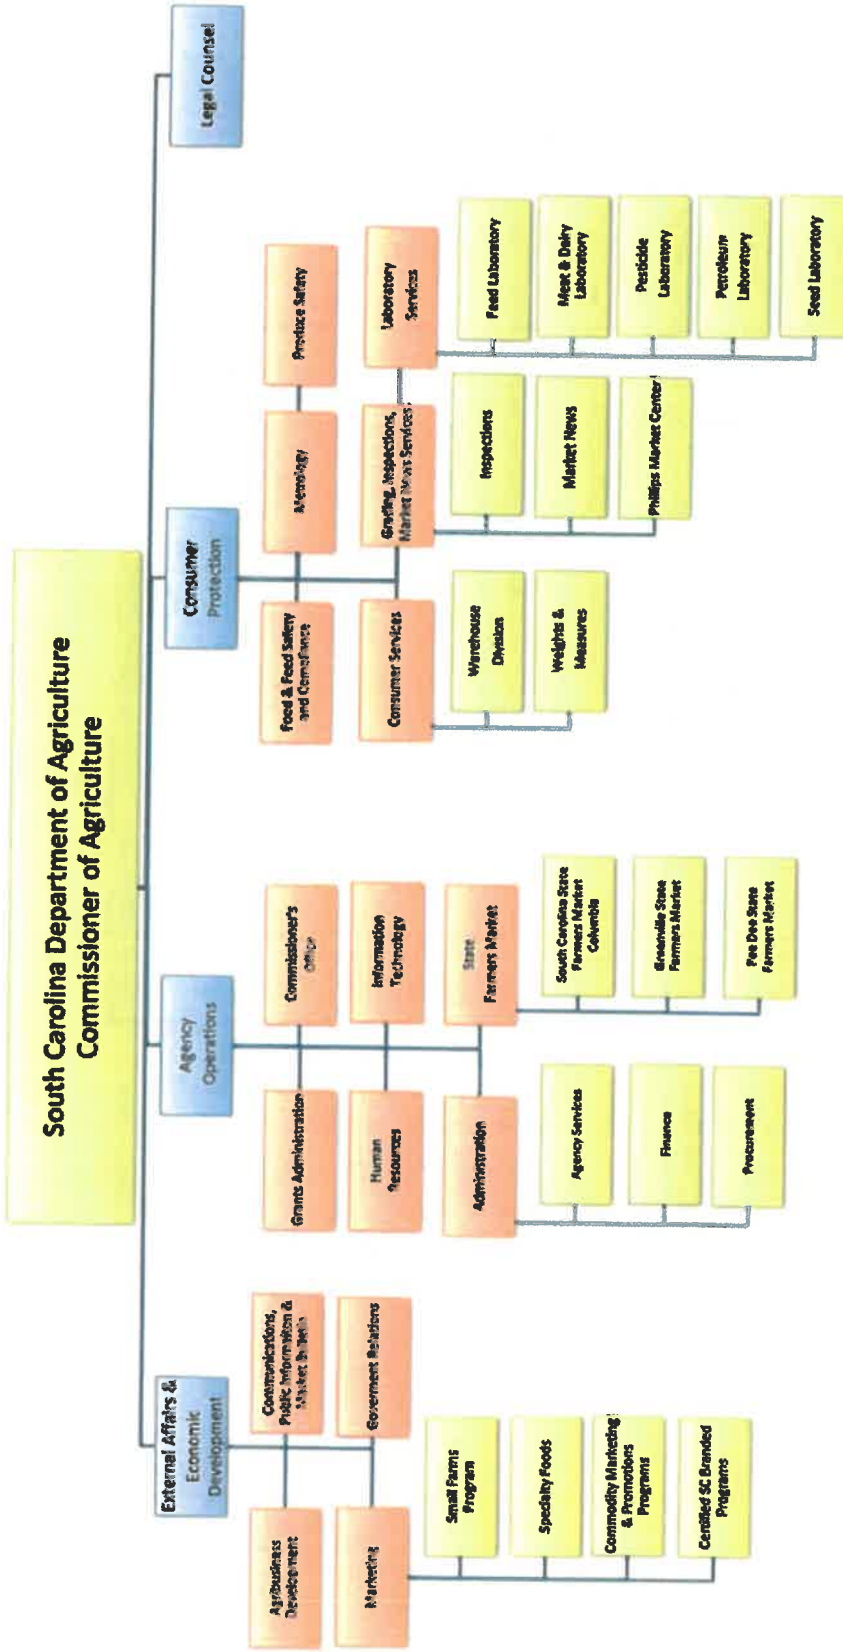 South Carolina Department of Agriculture
Commissioner of Agriculture
External Affairs &
Economic
Development
Agency
Operations
Consumer
Protection
Legal Counsel
Agribusiness
Development
Communications,
Public Information &
Market Bulletin
Marketing
Goverment Relations
Small Farms
Program
Specialty Foods
Commodity Marketing
& Promotions
Programs
Certified SC Branded
Programs
Grants Administration
Commissioner's
Office
Human
Resources
Information
Technology
Administration
State
Farmers Market
Agency Services
Finance
Procurement
South Carolina State
Farmers Market
Columbia
Greenville State
Farmers Market
Pee Dee State
Farmers Market
Food & Feed Safety
and Compliance
Metrology
Produce Safety
Consumer Services
Grading, Inspections,
Market News Services
Laboratory
Services
Warehouse
Division
Weights &
Measures
Inspections
Market News
Phillips Market Center
Feed Laboratory
Meat & Dairy
Laboratory
Pesticide
Laboratory
Petroleum
Laboratory
Seed Laboratory